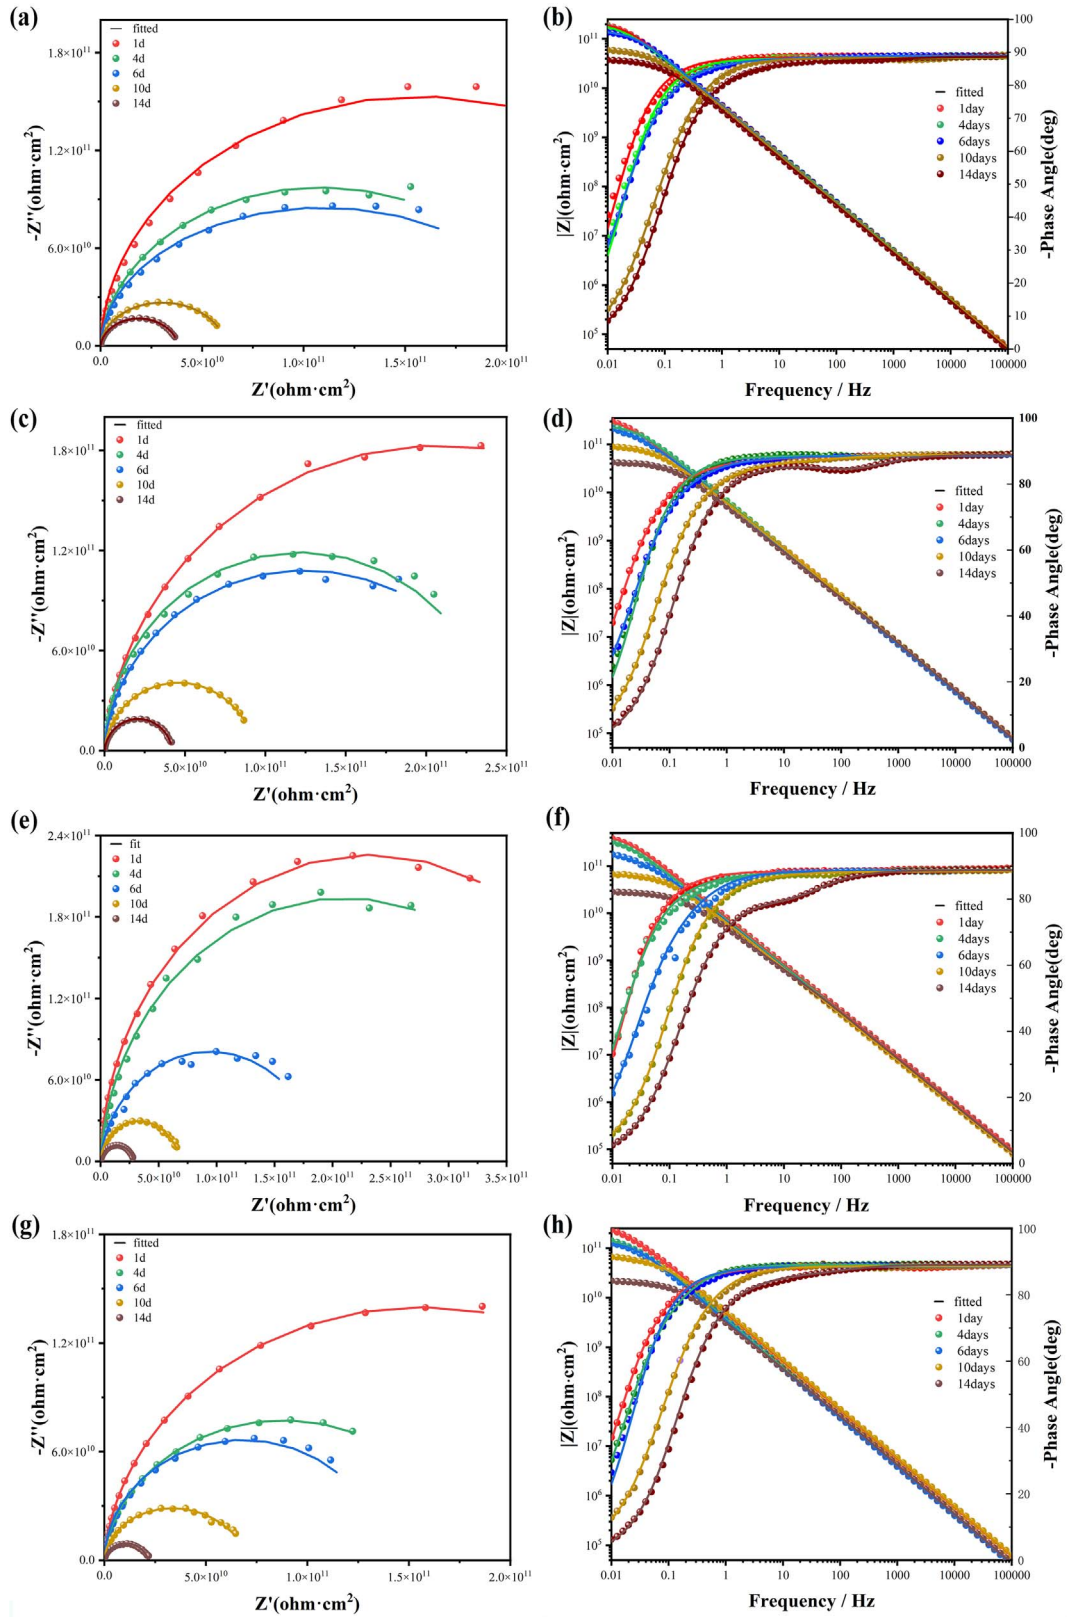 (a)
fitted
1d
4d
6d
10d
14d
1.8×10¹¹
1.2×10¹¹
6.0×10¹⁰
0.0
-Z''(ohm·cm²)
0.0
5.0×10¹⁰
1.0×10¹¹
1.5×10¹¹
2.0×10¹¹
Z'(ohm·cm²)
(b)
10¹¹
10¹⁰
10⁹
10⁸
10⁷
10⁶
10⁵
|Z|(ohm·cm²)
fitted
1day
4days
6days
10days
14days
100
90
80
70
60
50
40
30
20
10
0
-Phase Angle(deg)
0.01
0.1
1
10
100
1000
10000
100000
Frequency / Hz
(c)
fitted
1d
4d
6d
10d
14d
1.8×10¹¹
1.2×10¹¹
6.0×10¹⁰
0.0
-Z''(ohm·cm²)
5.0×10¹⁰
1.0×10¹¹
1.5×10¹¹
2.0×10¹¹
2.5×10¹¹
0.0
Z'(ohm·cm²)
(d)
10¹¹
10¹⁰
10⁹
10⁸
10⁷
10⁶
10⁵
|Z|(ohm·cm²)
fitted
1day
4days
6days
10days
14days
100
80
60
40
20
0
-Phase Angle(deg)
0.01
0.1
1
10
100
1000
10000
100000
Frequency / Hz
(e)
2.4×10¹¹
1.8×10¹¹
1.2×10¹¹
6.0×10¹⁰
0.0
-Z''(ohm·cm²)
fit
1d
4d
6d
10d
14d
0.0
5.0×10¹⁰
1.0×10¹¹
1.5×10¹¹
2.0×10¹¹
2.5×10¹¹
3.0×10¹¹
3.5×10¹¹
Z'(ohm·cm²)
(f)
10¹¹
10¹⁰
10⁹
10⁸
10⁷
10⁶
10⁵
|Z|(ohm·cm²)
fitted
1day
4days
6days
10days
14days
100
80
60
40
20
0
-Phase Angle(deg)
0.01
0.1
1
10
100
1000
10000
100000
Frequency / Hz
(g)
1.8×10¹¹
1.2×10¹¹
6.0×10¹⁰
0.0
-Z''(ohm·cm²)
fitted
1d
4d
6d
10d
14d
0.0
5.0×10¹⁰
1.0×10¹¹
1.5×10¹¹
2.0×10¹¹
Z'(ohm·cm²)
(h)
10¹¹
10¹⁰
10⁹
10⁸
10⁷
10⁶
10⁵
|Z|(ohm·cm²)
fitted
1day
4days
6days
10days
14days
100
80
60
40
20
0
-Phase Angle(deg)
0.01
0.1
1
10
100
1000
10000
100000
Frequency / Hz